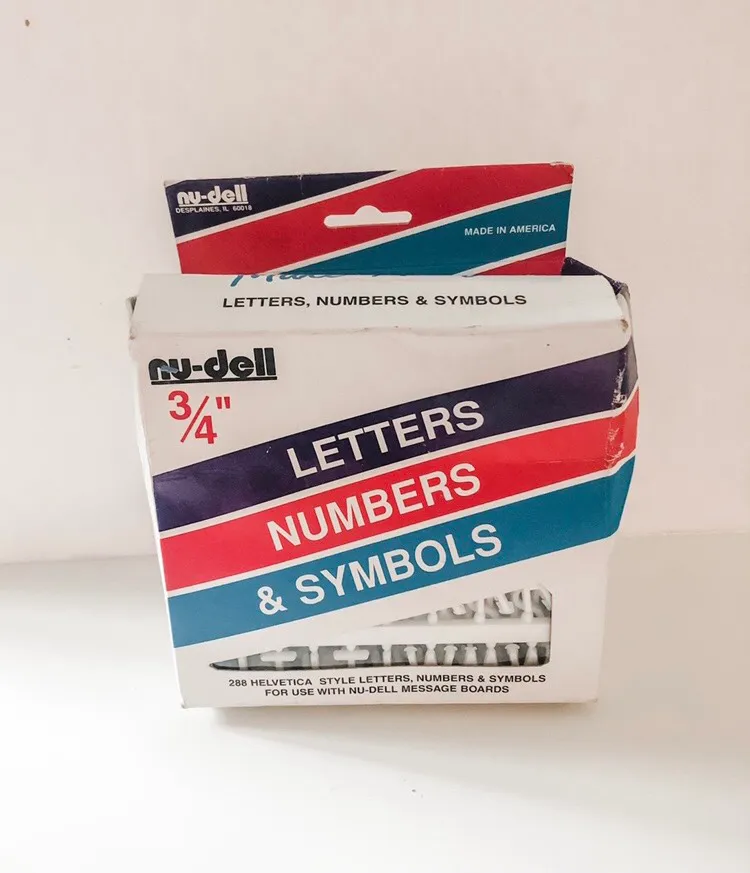 nu-dell
DESPLAINES, IL 60018
MADE IN AMERICA
LETTERS, NUMBERS & SYMBOLS
nu-dell
3/4"
LETTERS
NUMBERS
& SYMBOLS
288 HELVETICA STYLE LETTERS, NUMBERS & SYMBOLS
FOR USE WITH NU-DELL MESSAGE BOARDS